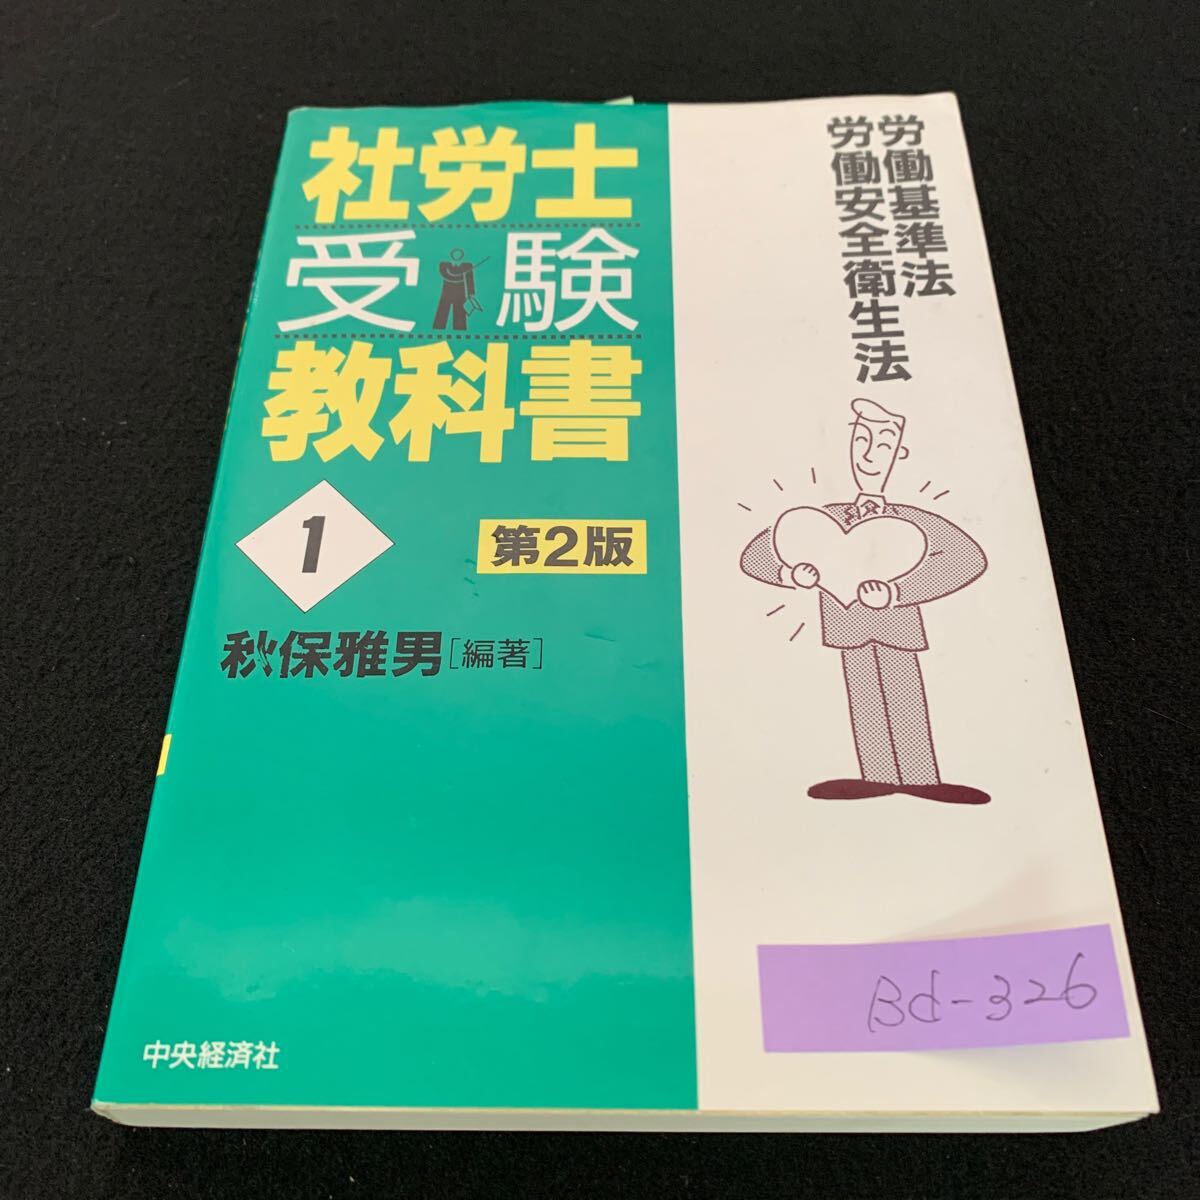 社労士
受験
教科書
1
第2版
秋保雅男[編著]
中央経済社
労働基準法
労働安全衛生法
Bd-326